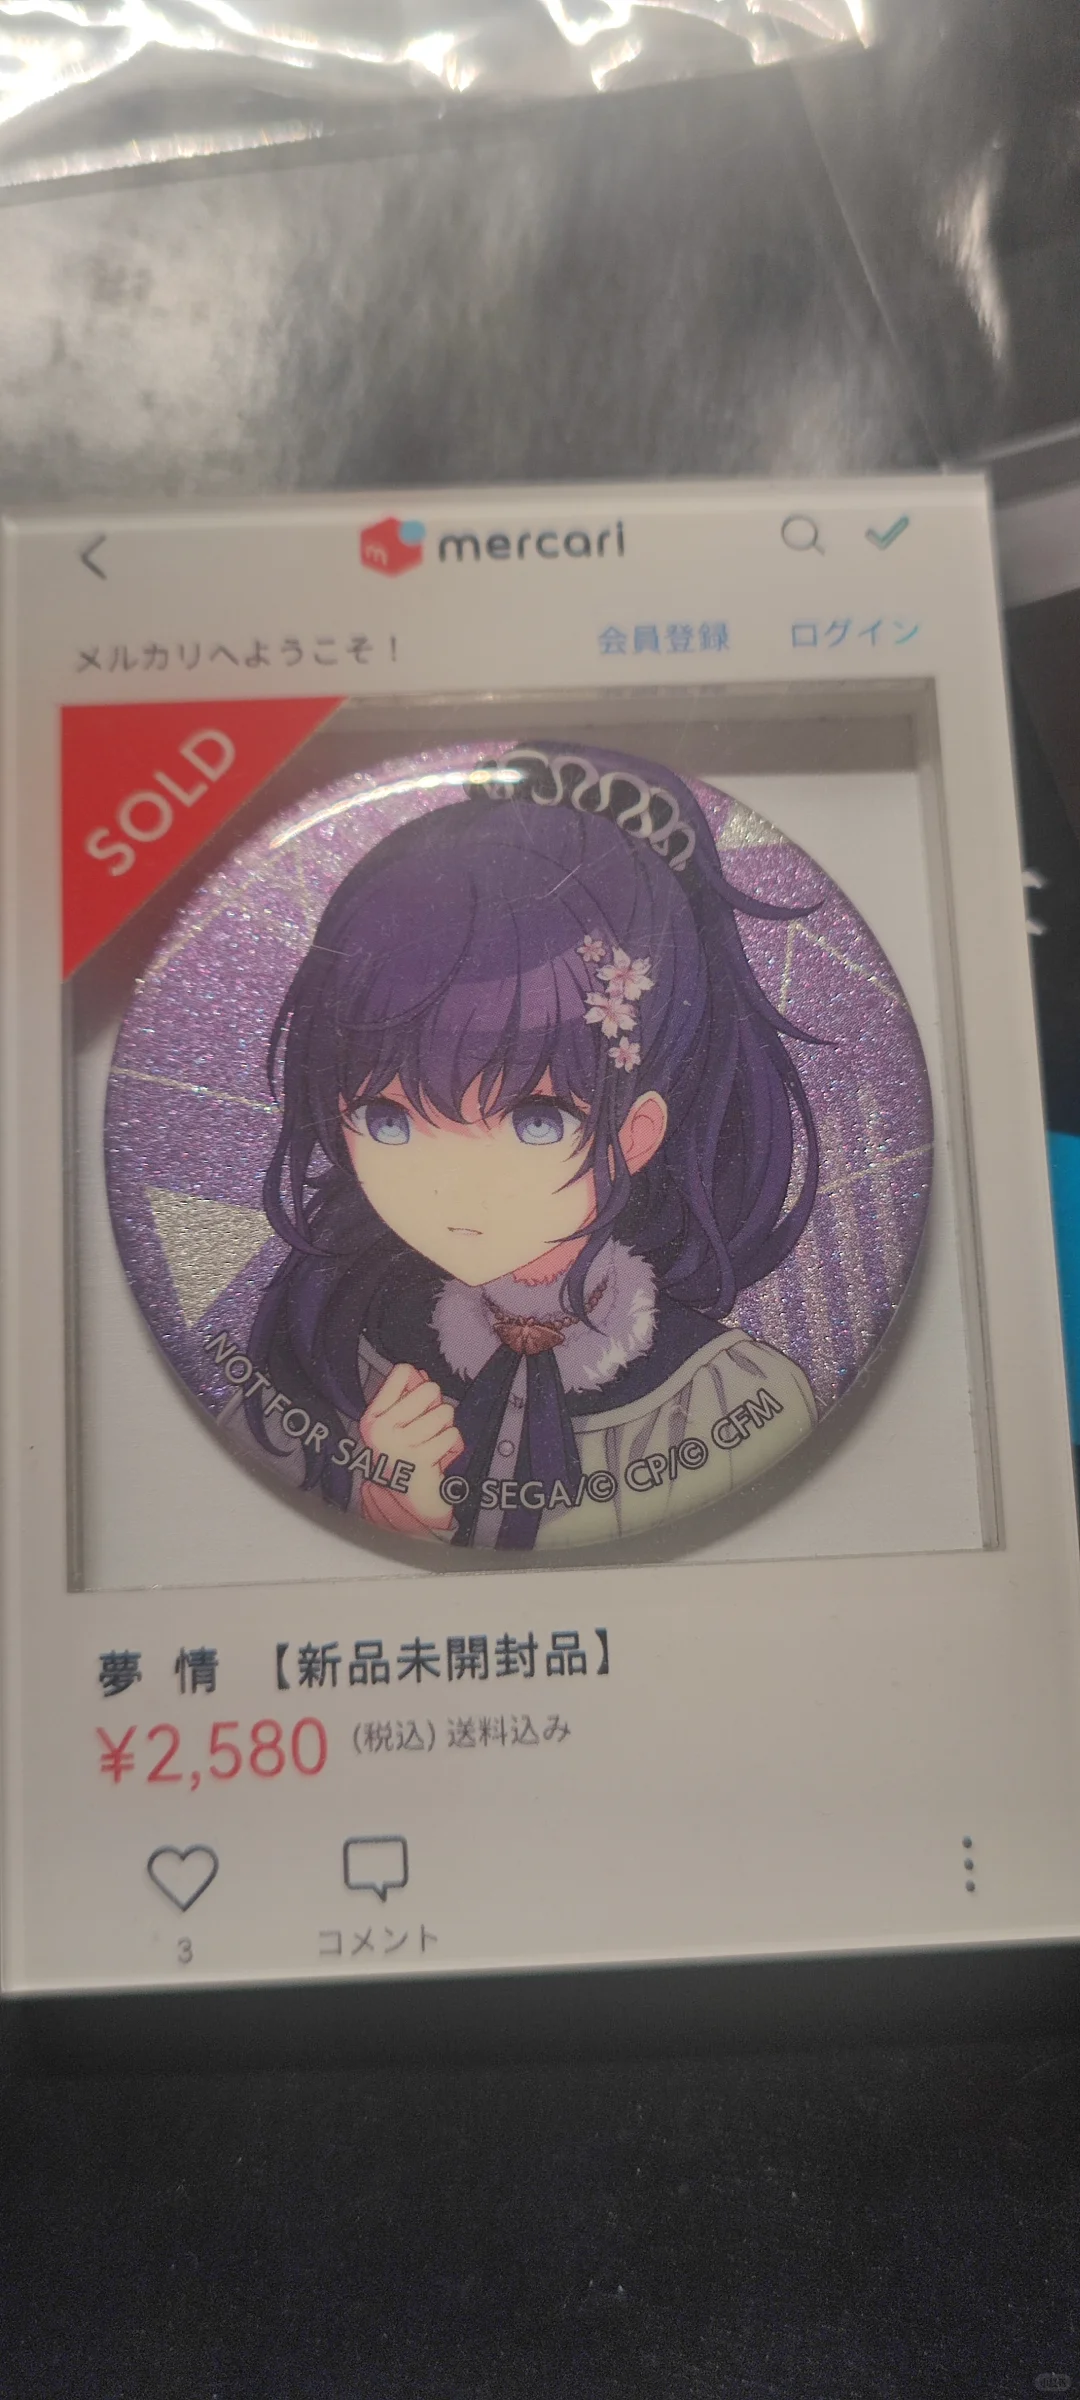 mercari
メルカリへようこそ！ 会員登録 ログイン
SOLD
NOT FOR SALE © SEGA/© CP/© CFM
夢 情 【新品未開封品】
¥2,580 (税込) 送料込み
3 コメント